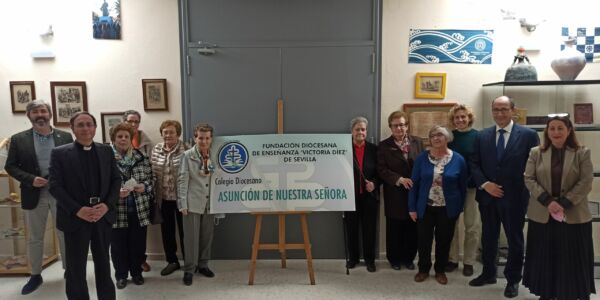 FUNDACIÓN DIOCESANA
DE ENSEÑANZA 'VICTORIA DÍEZ'
DE SEVILLA
Colegio Diocesano
ASUNCIÓN DE NUESTRA SEÑORA